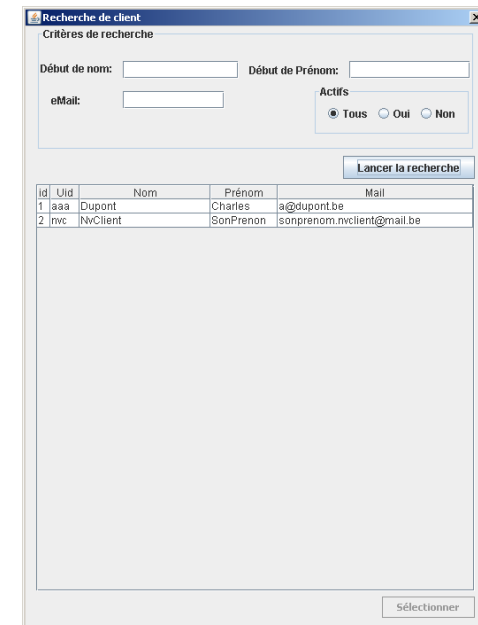 Recherche de client
Critères de recherche
Début de nom: Début de Prénom:
eMail: Actifs
Tous Oui Non
Lancer la recherche
id Uid Nom Prénom Mail
1 aaa Dupont Charles a@dupont.be
2 nvc NvClient SonPrenon sonprenom.nvclient@mail.be
Sélectionner